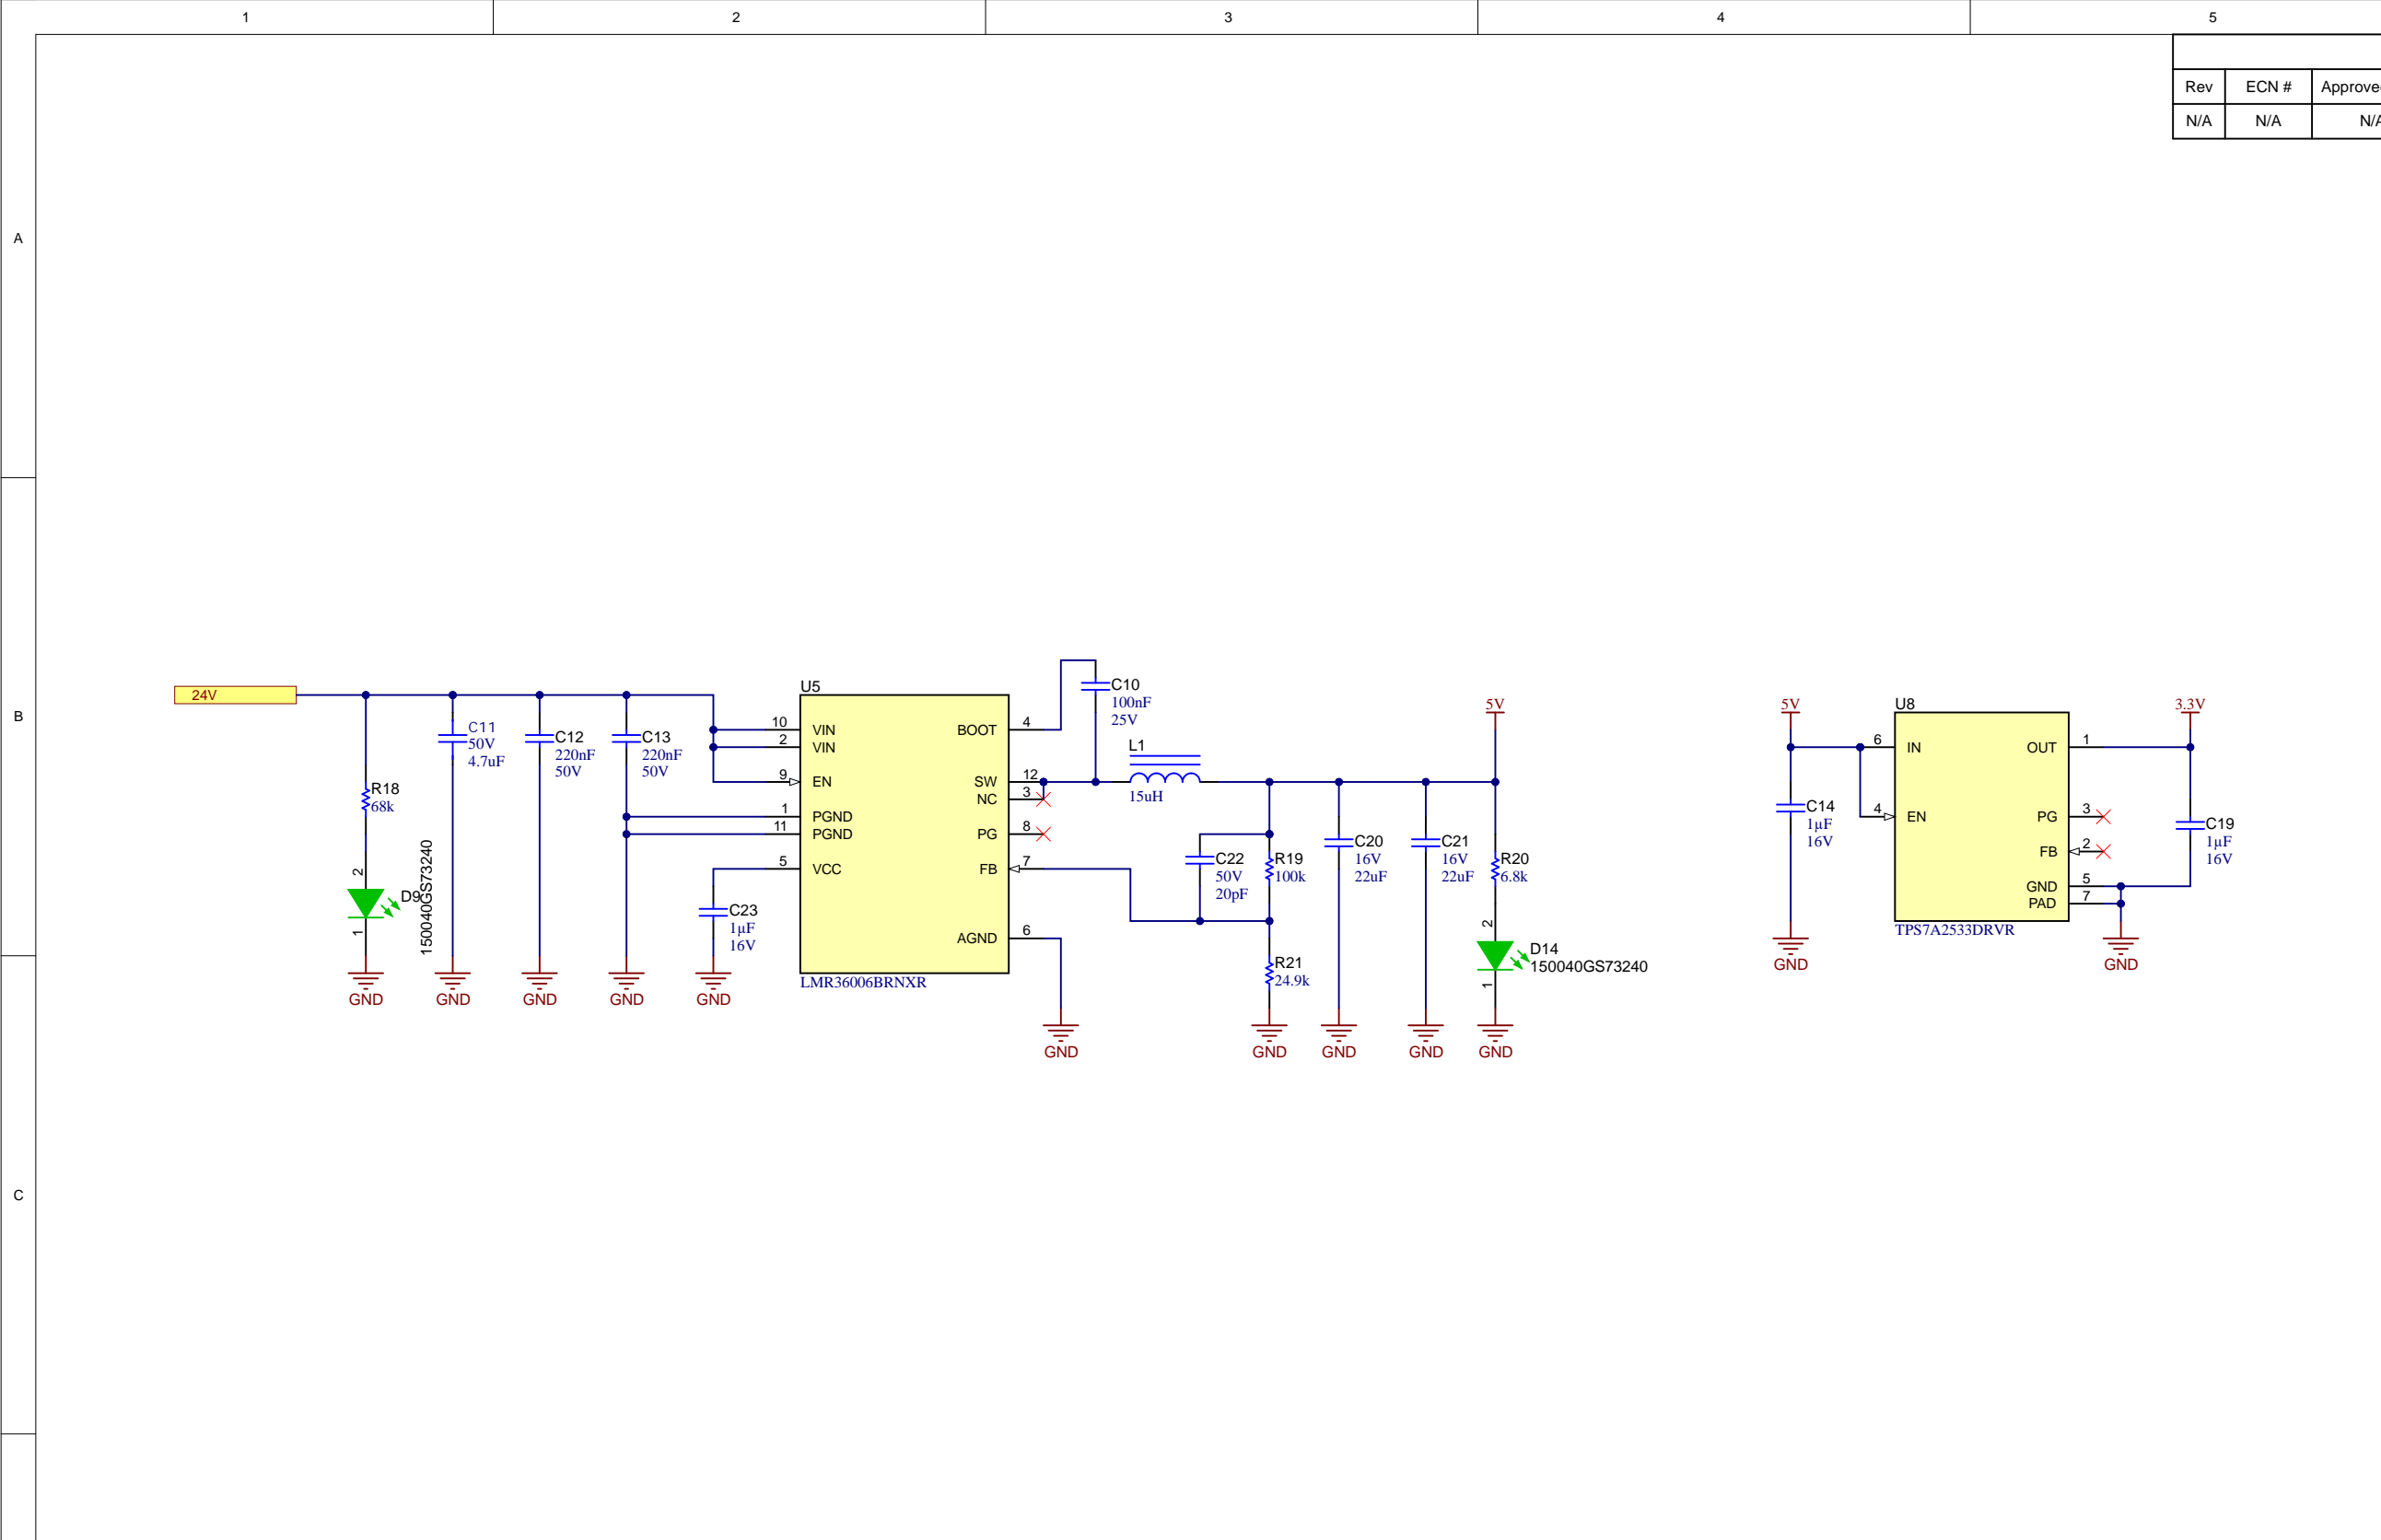 1 2 3 4 5
Rev ECN # Approve
N/A N/A N/A
A
B
C
24V
R18
68k
2
D9
1
150040GS73240
GND
C11
50V
4.7uF
GND
C12
220nF
50V
GND
C13
220nF
50V
GND
C23
1µF
16V
GND
U5
10 VIN
2 VIN
9 EN
1 PGND
11 PGND
5 VCC
BOOT 4
SW 12
NC 3
PG 8
FB 7
AGND 6
LMR36006BRNXR
GND
C10
100nF
25V
L1
15uH
C22
50V
20pF
R19
100k
R21
24.9k
GND
C20
16V
22uF
GND
C21
16V
22uF
GND
5V
R20
6.8k
2
D14
150040GS73240
1
GND
5V
C14
1µF
16V
GND
U8
6 IN
4 EN
OUT 1
PG 3
FB 2
GND 5
PAD 7
TPS7A2533DRVR
GND
3.3V
C19
1µF
16V